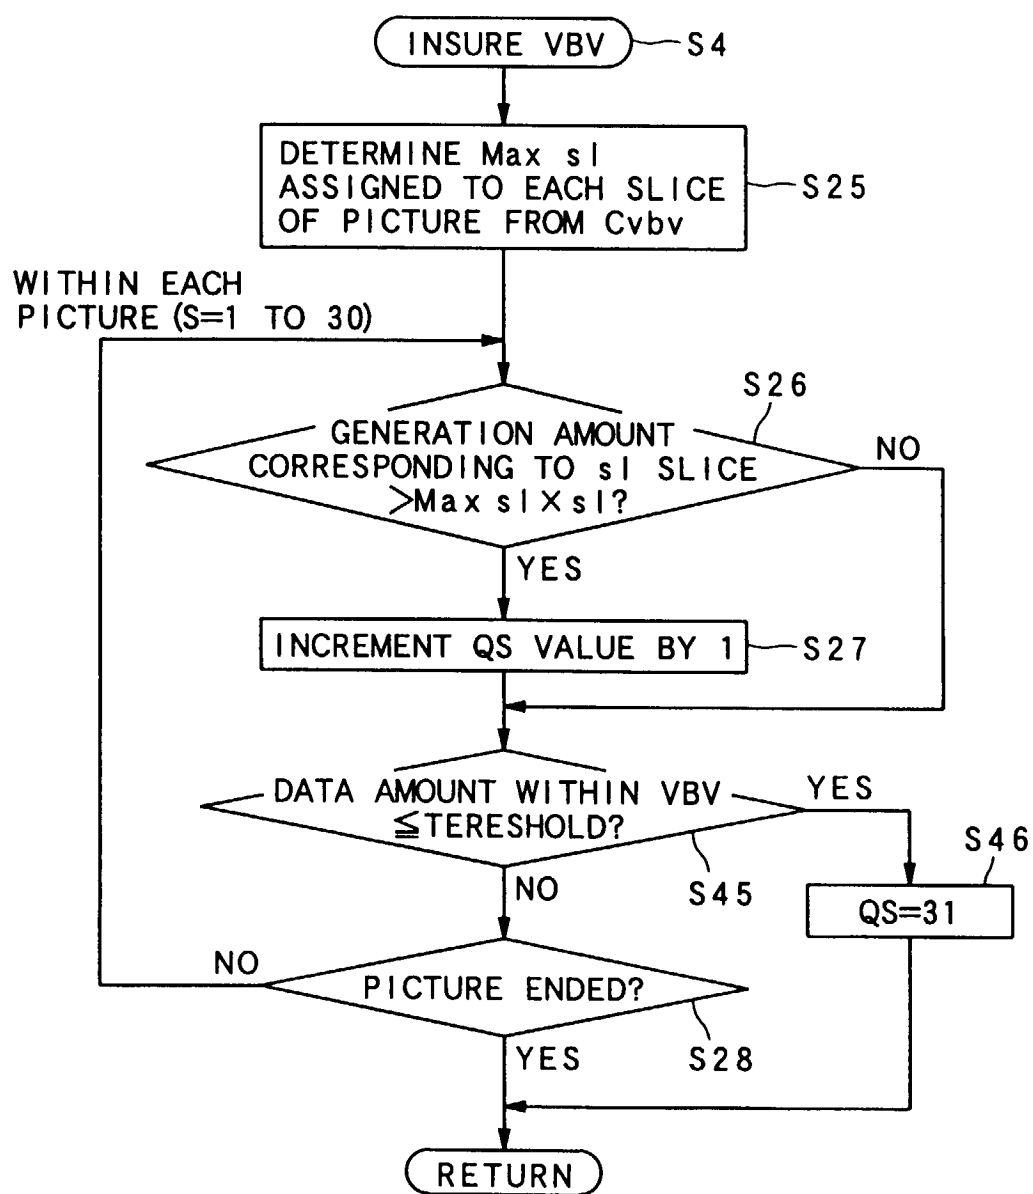 INSURE VBV
S4
DETERMINE Max sl
ASSIGNED TO EACH SLICE
OF PICTURE FROM Cvbv
S25
WITHIN EACH
PICTURE (S=1 TO 30)
S26
GENERATION AMOUNT
CORRESPONDING TO sl SLICE
>Max sl×sl?
NO
YES
INCREMENT QS VALUE BY 1
S27
DATA AMOUNT WITHIN VBV
≦TERESHOLD?
YES
S45
S46
NO
QS=31
NO
PICTURE ENDED?
S28
YES
RETURN